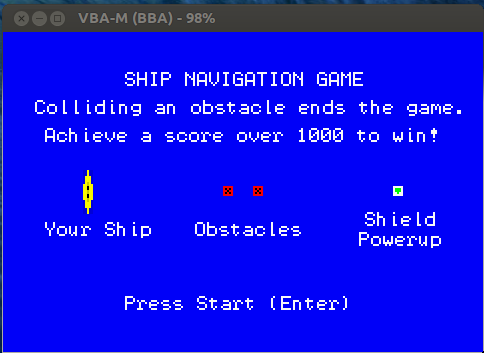 VBA-M (BBA) - 98%
SHIP NAVIGATION GAME
Colliding an obstacle ends the game.
Achieve a score over 1000 to win!
Your Ship
Obstacles
Shield
Powerup
Press Start (Enter)